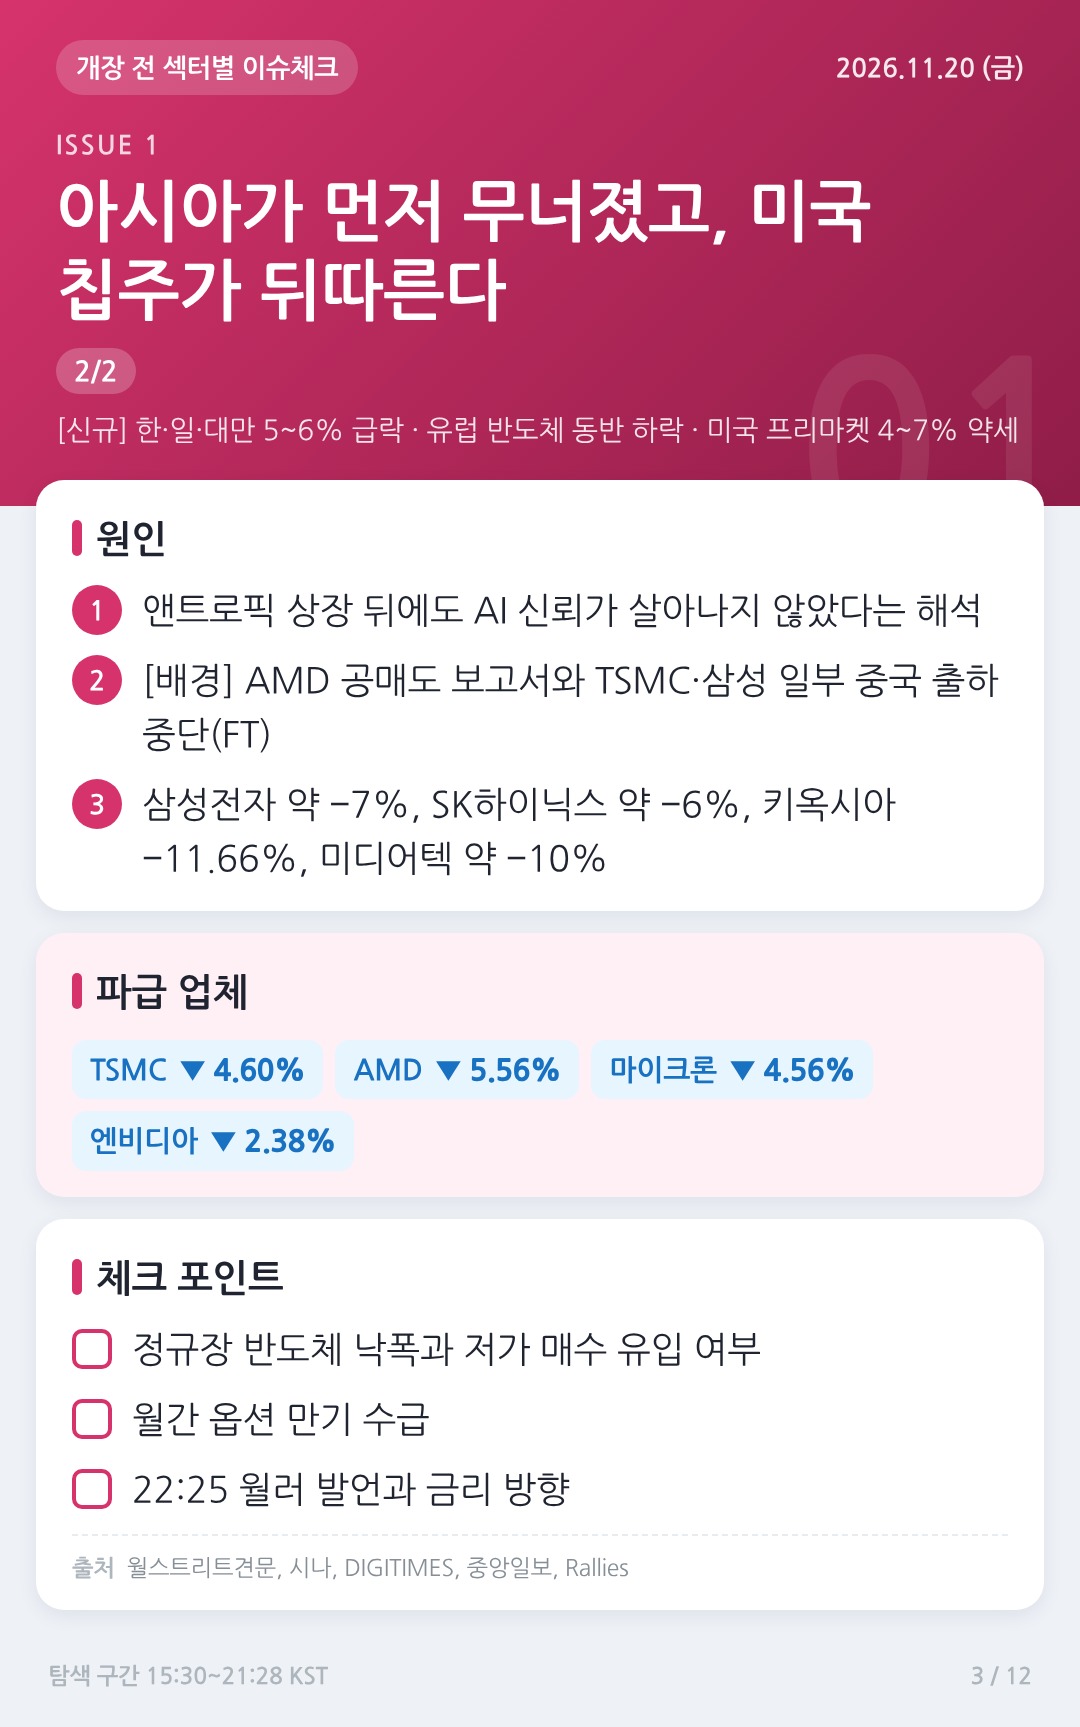 개장 전 섹터별 이슈체크
2026.11.20 (금)
ISSUE 1
아시아가 먼저 무너졌고, 미국
칩주가 뒤따른다
2/2
01
[신규] 한·일·대만 5~6% 급락 · 유럽 반도체 동반 하락 · 미국 프리마켓 4~7% 약세
원인
1 앤트로픽 상장 뒤에도 AI 신뢰가 살아나지 않았다는 해석
2 [배경] AMD 공매도 보고서와 TSMC·삼성 일부 중국 출하
중단(FT)
3 삼성전자 약 −7%, SK하이닉스 약 −6%, 키옥시아
−11.66%, 미디어텍 약 −10%
파급 업체
TSMC ▼ 4.60% AMD ▼ 5.56% 마이크론 ▼ 4.56%
엔비디아 ▼ 2.38%
체크 포인트
정규장 반도체 낙폭과 저가 매수 유입 여부
월간 옵션 만기 수급
22:25 월러 발언과 금리 방향
출처 월스트리트견문, 시나, DIGITIMES, 중앙일보, Rallies
탐색 구간 15:30~21:28 KST
3 / 12